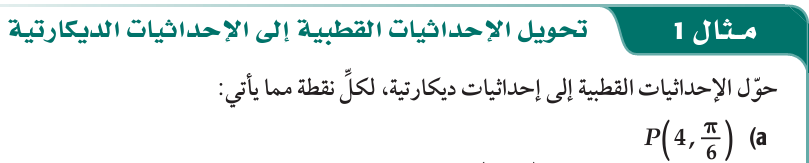 مثال 1 تحويل الإحداثيات القطبية إلى الإحداثيات الديكارتية
حوّل الإحداثيات القطبية إلى إحداثيات ديكارتية، لكلِّ نقطة مما يأتي:
(a P(4, π/6)